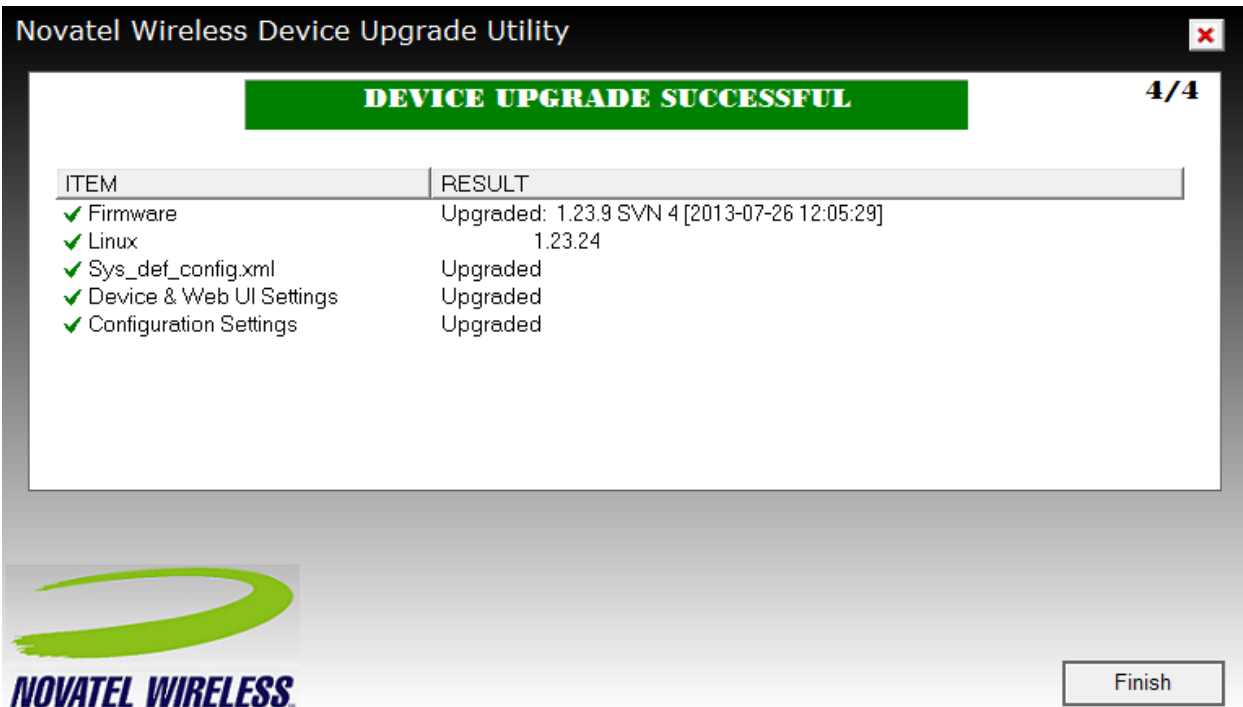 Novatel Wireless Device Upgrade Utility
DEVICE UPGRADE SUCCESSFUL
4/4
ITEM RESULT
Firmware Upgraded: 1.23.9 SVN 4 [2013-07-26 12:05:29]
Linux 1.23.24
Sys_def_config.xml Upgraded
Device & Web UI Settings Upgraded
Configuration Settings Upgraded
NOVATEL WIRELESS
Finish